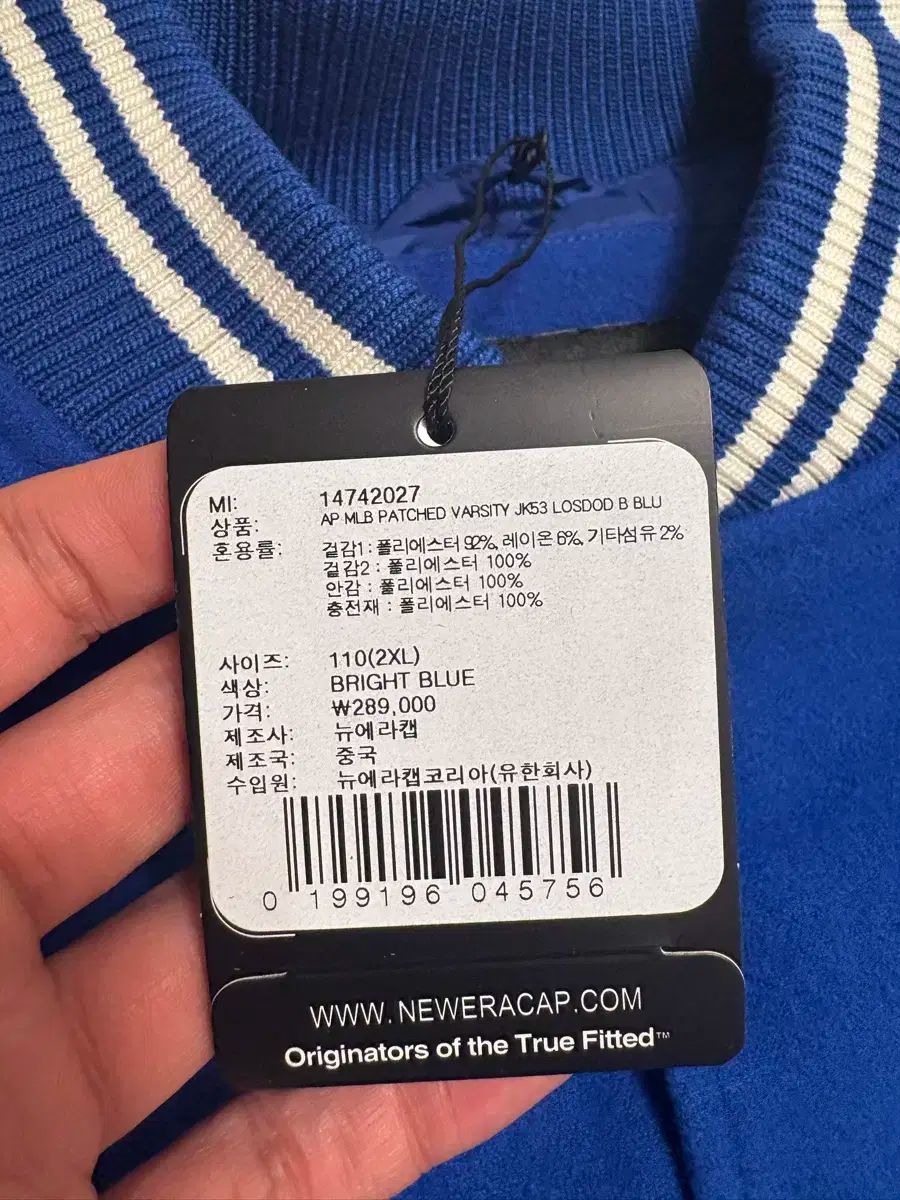 MI: 14742027
상품: AP MLB PATCHED VARSITY JK53 LOSDOD B BLU
혼용률: 겉감1 : 폴리에스터 92%, 레이온 6%, 기타섬유 2%
겉감2 : 폴리에스터 100%
안감 : 폴리에스터 100%
충전재 : 폴리에스터 100%
사이즈: 110(2XL)
색상: BRIGHT BLUE
가격: ₩289,000
제조사: 뉴에라캡
제조국: 중국
수입원: 뉴에라캡코리아(유한회사)
0 199196 045756
WWW.NEWERACAP.COM
Originators of the True Fitted™